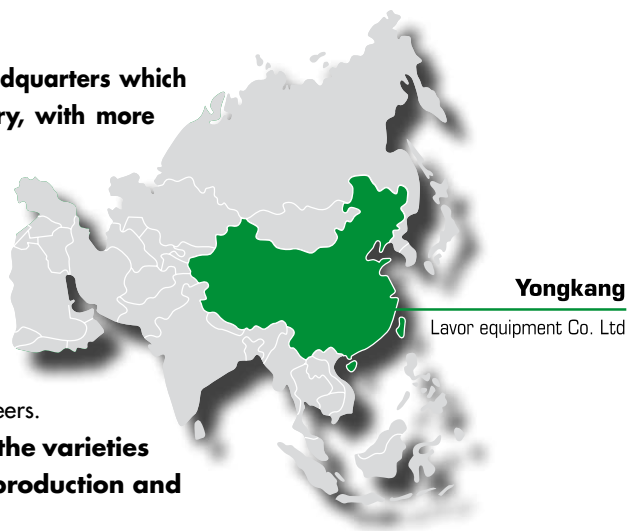 dquarters which
ry, with more
Yongkang
Lavor equipment Co. Ltd
eers.
the varieties
production and